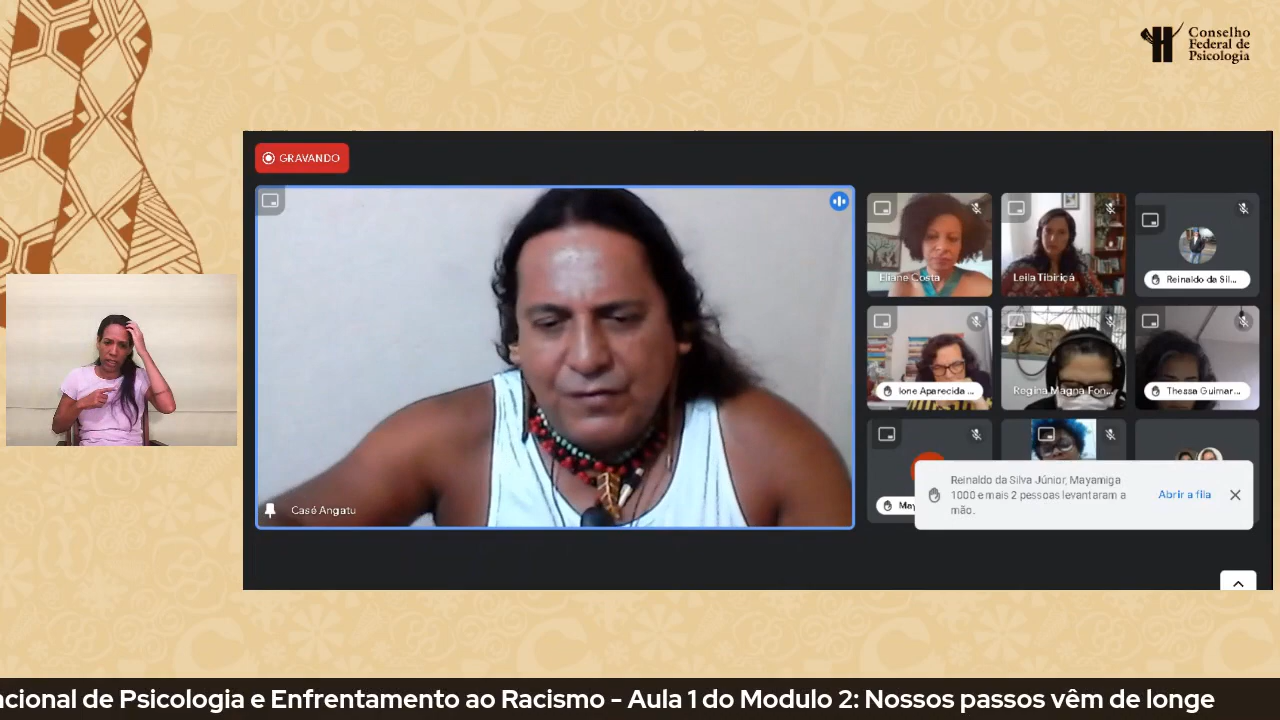 Conselho
Federal de
Psicologia
GRAVANDO
Casé Angatu
Eliane Costa
Leila Tibiriçá
Reinaldo da Sil...
Ione Aparecida ...
Regina Magna Fon...
Thessa Guimar...
May
Reinaldo da Silva Júnior, Mayamiga
1000 e mais 2 pessoas levantaram a
mão.
Abrir a fila
acional de Psicologia e Enfrentamento ao Racismo - Aula 1 do Modulo 2: Nossos passos vêm de longe